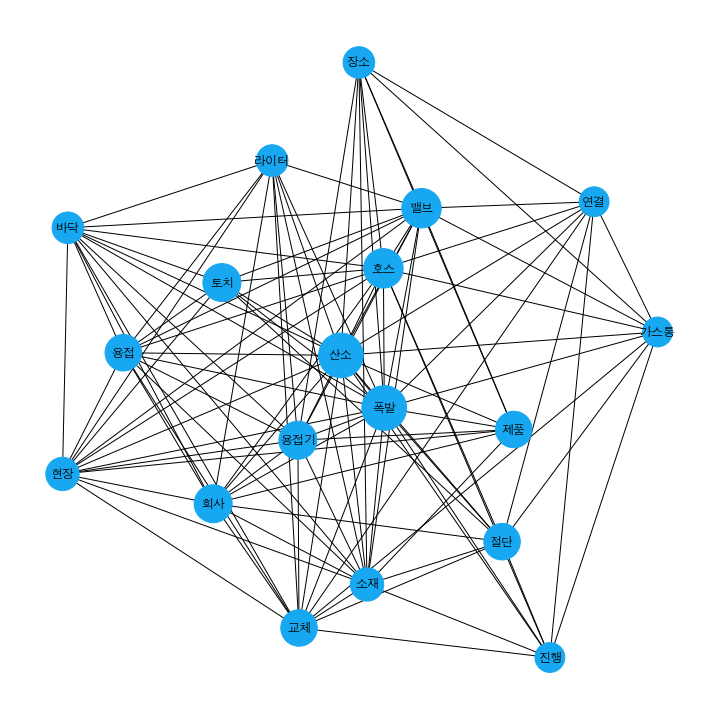 장소
라이터
연결
밸브
바닥
호스
토치
가스통
용접
산소
폭발
제품
용접기
현장
회사
절단
소재
교체
진행